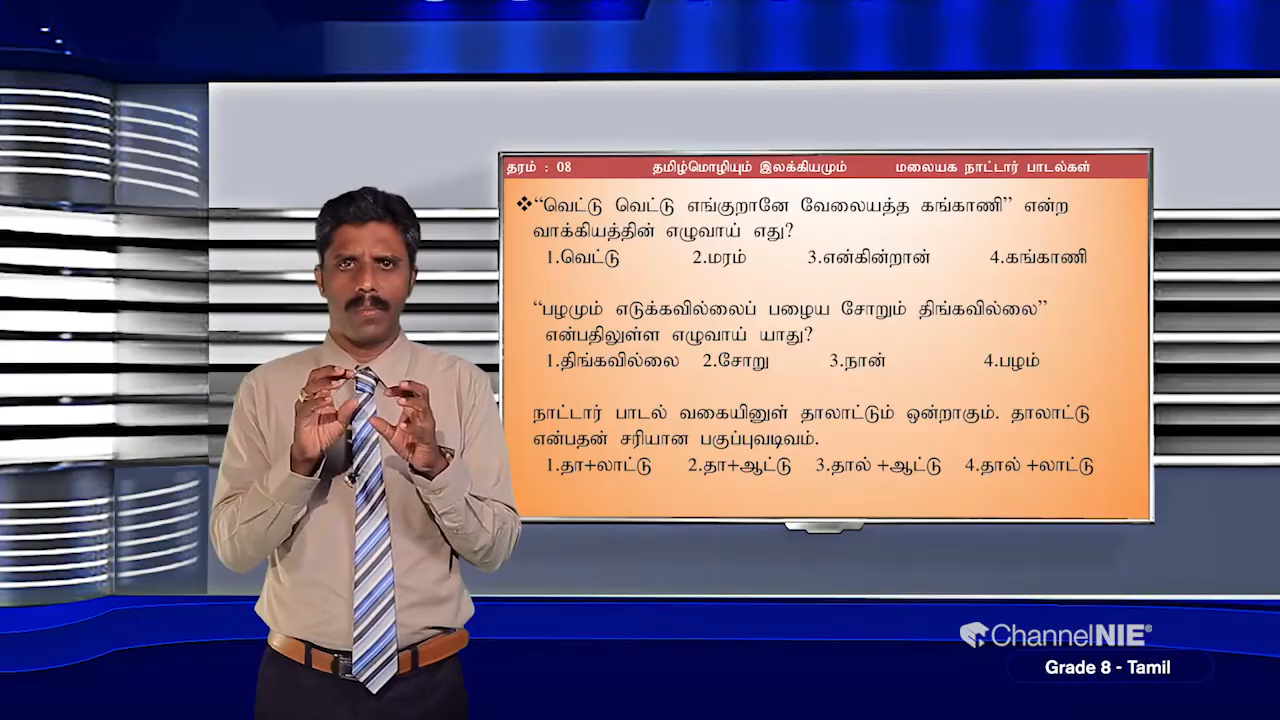 தரம் : 08 தமிழ்மொழியும் இலக்கியமும் மலையக நாட்டார் பாடல்கள்
❖“வெட்டு வெட்டு எங்குறானே வேலையத்த கங்காணி” என்ற
வாக்கியத்தின் எழுவாய் எது?
1.வெட்டு 2.மரம் 3.என்கின்றான் 4.கங்காணி
“பழமும் எடுக்கவில்லைப் பழைய சோறும் திங்கவில்லை”
என்பதிலுள்ள எழுவாய் யாது?
1.திங்கவில்லை 2.சோறு 3.நான் 4.பழம்
நாட்டார் பாடல் வகையினுள் தாலாட்டும் ஒன்றாகும். தாலாட்டு
என்பதன் சரியான பகுப்புவடிவம்.
1.தா+லாட்டு 2.தா+ஆட்டு 3.தால் +ஆட்டு 4.தால் +லாட்டு
ChannelNIE®
Grade 8 - Tamil